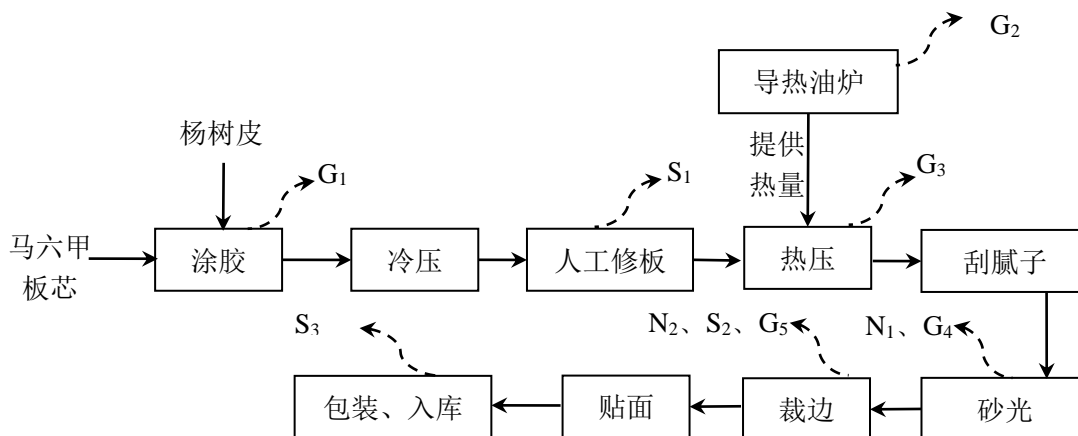 G₂
导热油炉
杨树皮
提供
热量
G₁
S₁
G₃
马六甲
板芯
涂胶
冷压
人工修板
热压
刮腻子
S₃
N₂、S₂、G₅
N₁、G₄
包装、入库
贴面
裁边
砂光